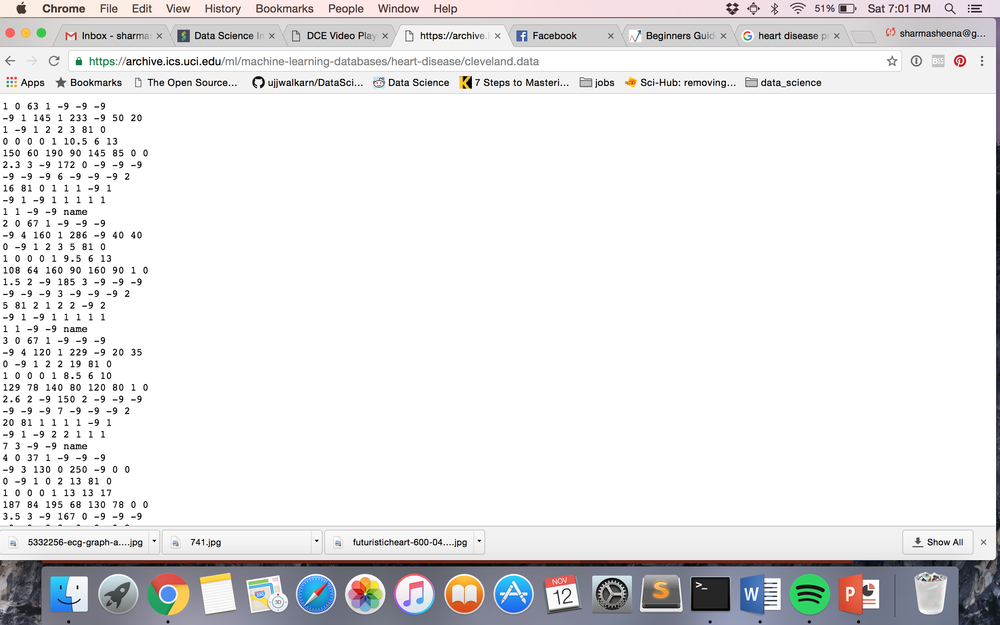 Chrome File Edit View History Bookmarks People Window Help 51% Sat 7:01 PM
Inbox - sharmas Data Science In DCE Video Play https://archive.i Facebook Beginners Guid heart disease pr sharmasheena@g...
https://archive.ics.uci.edu/ml/machine-learning-databases/heart-disease/cleveland.data
Apps Bookmarks The Open Source... ujjwalkarn/DataSci... Data Science 7 Steps to Masteri... jobs Sci-Hub: removing... data_science
1 0 63 1 -9 -9 -9
-9 1 145 1 233 -9 50 20
1 -9 1 2 2 3 81 0
0 0 0 0 1 10.5 6 13
150 60 190 90 145 85 0 0
2.3 3 -9 172 0 -9 -9 -9
-9 -9 -9 6 -9 -9 -9 2
16 81 0 1 1 1 -9 1
-9 1 -9 1 1 1 1 1
1 1 -9 -9 name
2 0 67 1 -9 -9 -9
-9 4 160 1 286 -9 40 40
0 -9 1 2 3 5 81 0
1 0 0 0 1 9.5 6 13
108 64 160 90 160 90 1 0
1.5 2 -9 185 3 -9 -9 -9
-9 -9 -9 3 -9 -9 -9 2
5 81 2 1 2 2 -9 2
-9 1 -9 1 1 1 1 1
1 1 -9 -9 name
3 0 67 1 -9 -9 -9
-9 4 120 1 229 -9 20 35
0 -9 1 2 2 19 81 0
1 0 0 0 1 8.5 6 10
129 78 140 80 120 80 1 0
2.6 2 -9 150 2 -9 -9 -9
-9 -9 -9 7 -9 -9 -9 2
20 81 1 1 1 1 -9 1
-9 1 -9 2 2 1 1 1
7 3 -9 -9 name
4 0 37 1 -9 -9 -9
-9 3 130 0 250 -9 0 0
0 -9 1 0 2 13 81 0
1 0 0 0 1 13 13 17
187 84 195 68 130 78 0 0
3.5 3 -9 167 0 -9 -9 -9
5332256-ecg-graph-a....jpg 741.jpg futuristicheart-600-04....jpg Show All
280 3D NOV 12 S >_ W P